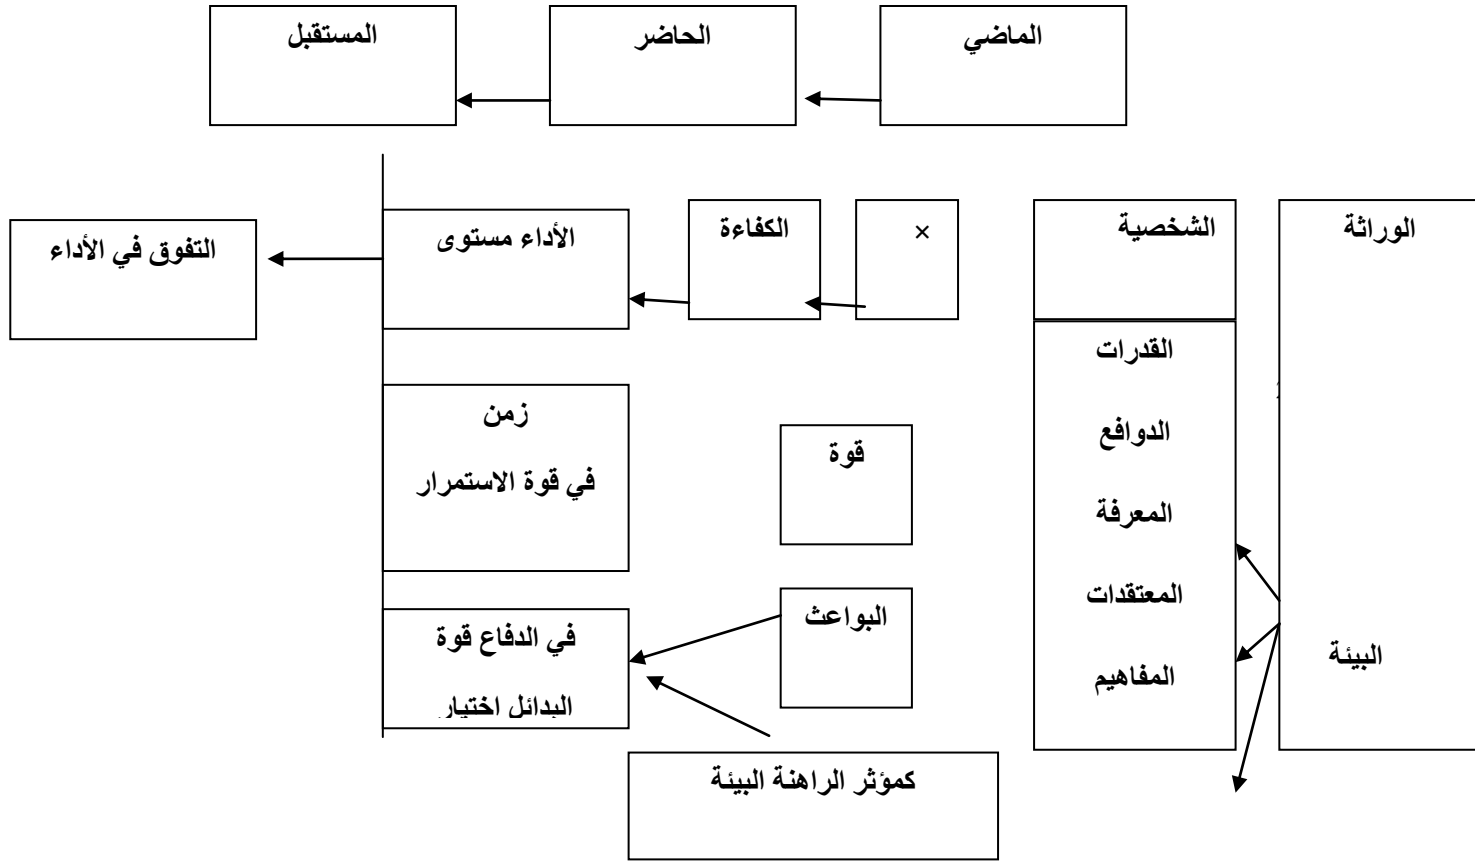 الماضي
الحاضر
المستقبل
الوراثة
البيئة
الشخصية
القدرات
الدوافع
المعرفة
المعتقدات
المفاهيم
×
الكفاءة
الأداء مستوى
التفوق في الأداء
قوة
زمن
في قوة الاستمرار
البواعث
في الدفاع قوة
البدائل اختيار
كمؤثر الراهنة البيئة